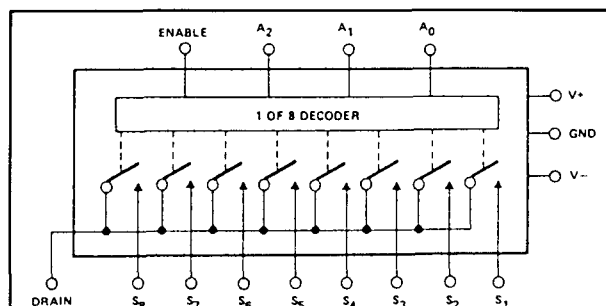 ENABLE A2 A1 A0
V+
1 OF 8 DECODER
GND
V−
DRAIN S8 S7 S6 S5 S4 S3 S2 S1